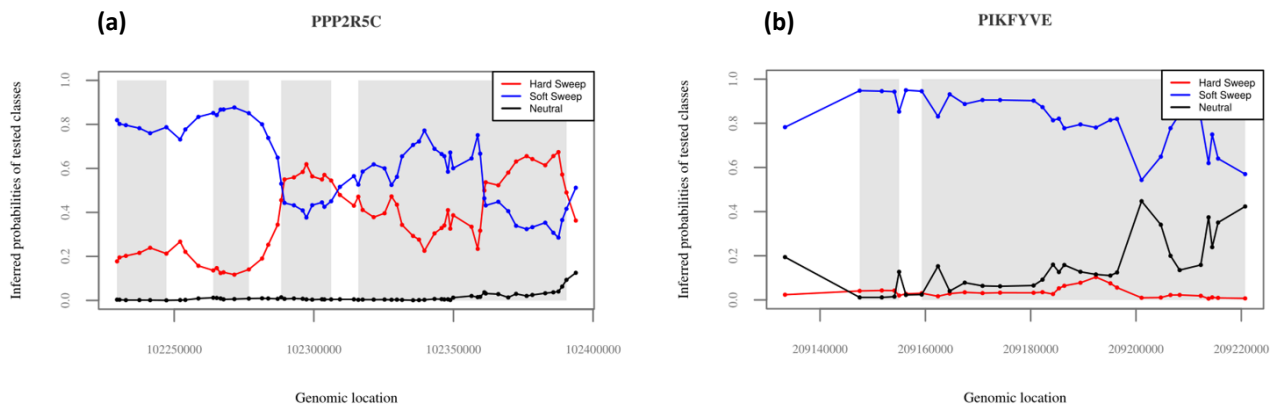 (a)
PPP2R5C
Inferred probabilities of tested classes
1.0
0.8
0.6
0.4
0.2
0.0
Hard Sweep
Soft Sweep
Neutral
102250000
102300000
102350000
102400000
Genomic location
(b)
PIKFYVE
Inferred probabilities of tested classes
1.0
0.8
0.6
0.4
0.2
0.0
Hard Sweep
Soft Sweep
Neutral
209140000
209160000
209180000
209200000
209220000
Genomic location